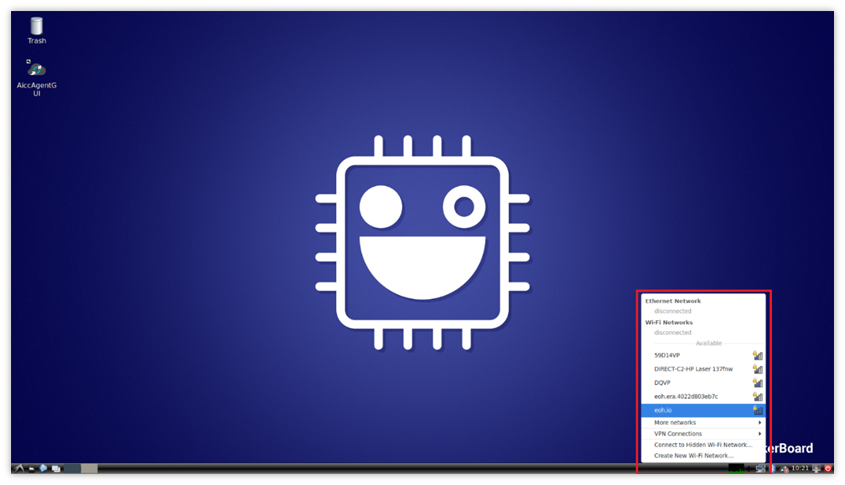 Trash
AiccAgentG
UI
Ethernet Network
disconnected
Wi-Fi Networks
disconnected
Available
59D14VP
DIRECT-C2-HP Laser 137fnw
DQVP
eoh.era.4022d803eb7c
eoh.io
More networks
VPN Connections
Connect to Hidden Wi-Fi Network...
Create New Wi-Fi Network...
kerBoard
10:21